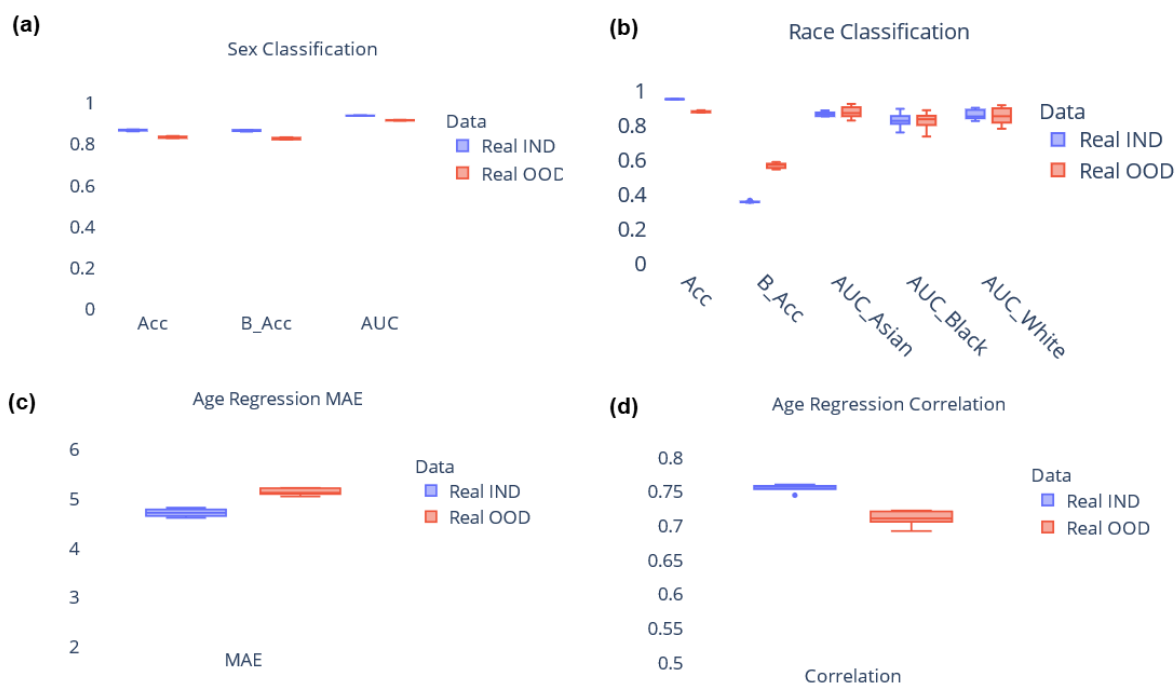 (a)
Sex Classification
1
0.8
0.6
0.4
0.2
0
Acc
B_Acc
AUC
Data
Real IND
Real OOD
(b)
Race Classification
1
0.8
0.6
0.4
0.2
0
Acc
B_Acc
AUC_Asian
AUC_Black
AUC_White
Data
Real IND
Real OOD
(c)
Age Regression MAE
6
5
4
3
2
MAE
Data
Real IND
Real OOD
(d)
Age Regression Correlation
0.8
0.75
0.7
0.65
0.6
0.55
0.5
Correlation
Data
Real IND
Real OOD